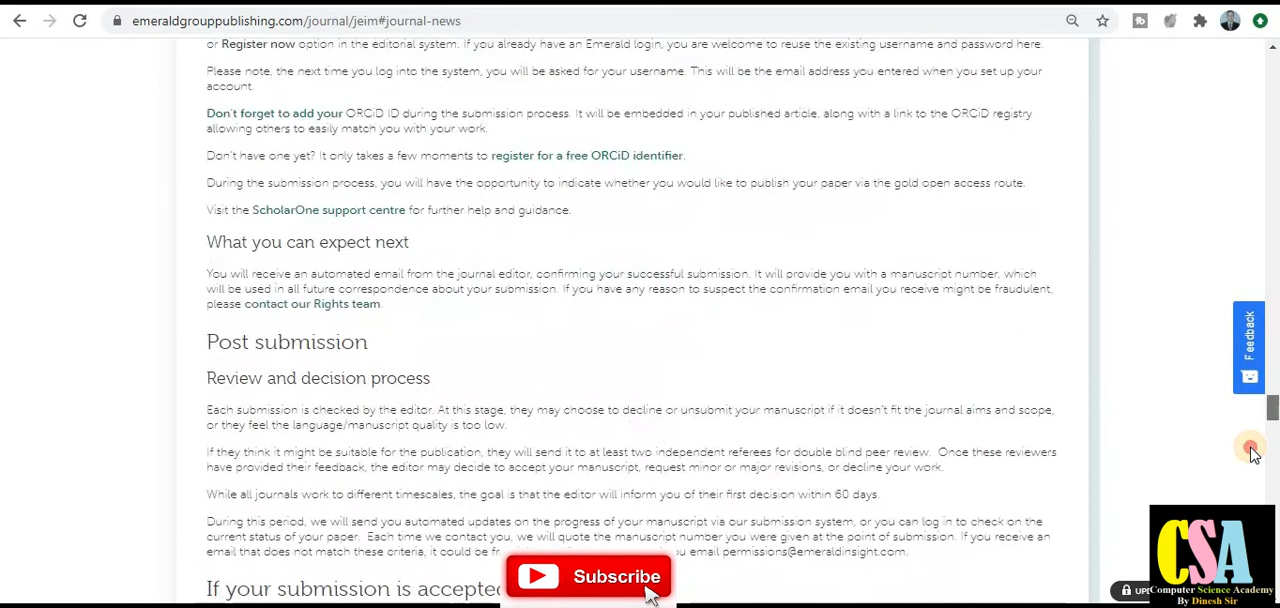 emeraldgrouppublishing.com/journal/jeim#journal-news
or Register now option in the editorial system. If you already have an Emerald login, you are welcome to reuse the existing username and password here.
Please note, the next time you log into the system, you will be asked for your username. This will be the email address you entered when you set up your
account.
Don't forget to add your ORCiD ID during the submission process. It will be embedded in your published article, along with a link to the ORCiD registry
allowing others to easily match you with your work.
Don't have one yet? It only takes a few moments to register for a free ORCiD identifier.
During the submission process, you will have the opportunity to indicate whether you would like to publish your paper via the gold open access route.
Visit the ScholarOne support centre for further help and guidance.
What you can expect next
You will receive an automated email from the journal editor, confirming your successful submission. It will provide you with a manuscript number, which
will be used in all future correspondence about your submission. If you have any reason to suspect the confirmation email you receive might be fraudulent,
please contact our Rights team.
Post submission
Review and decision process
Each submission is checked by the editor. At this stage, they may choose to decline or unsubmit your manuscript if it doesn't fit the journal aims and scope,
or they feel the language/manuscript quality is too low.
If they think it might be suitable for the publication, they will send it to at least two independent referees for double blind peer review. Once these reviewers
have provided their feedback, the editor may decide to accept your manuscript, request minor or major revisions, or decline your work.
While all journals work to different timescales, the goal is that the editor will inform you of their first decision within 60 days.
During this period, we will send you automated updates on the progress of your manuscript via our submission system, or you can log in to check on the
current status of your paper. Each time we contact you, we will quote the manuscript number you were given at the point of submission. If you receive an
email that does not match these criteria, it could be email permissions@emeraldinsight.com.
If your submission is accepted
Feedback
Subscribe
CSA
Computer Science Academy
By Dinesh Sir